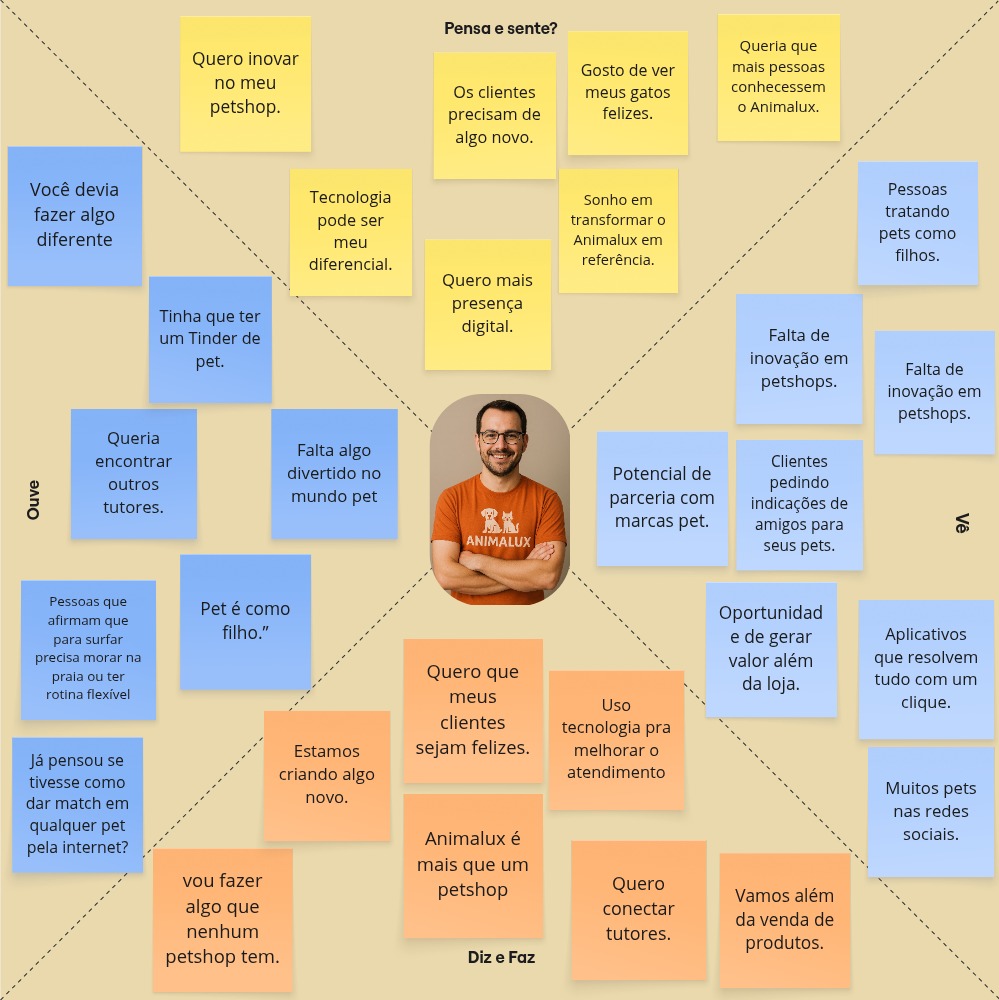 Pensa e sente?
Quero inovar
no meu
petshop.
Os clientes
precisam de
algo novo.
Gosto de ver
meus gatos
felizes.
Queria que
mais pessoas
conhecessem
o Animalux.
Tecnologia
pode ser
meu
diferencial.
Quero mais
presença
digital.
Sonho em
transformar o
Animalux em
referência.
Ouve
Você devia
fazer algo
diferente
Tinha que ter
um Tinder de
pet.
Queria
encontrar
outros
tutores.
Falta algo
divertido no
mundo pet
Pessoas que
afirmam que
para surfar
precisa morar na
praia ou ter
rotina flexível
Pet é como
filho.”
Já pensou se
tivesse como
dar match em
qualquer pet
pela internet?
ANIMALUX
Vê
Pessoas
tratando
pets como
filhos.
Falta de
inovação em
petshops.
Falta de
inovação em
petshops.
Potencial de
parceria com
marcas pet.
Clientes
pedindo
indicações de
amigos para
seus pets.
Oportunidad
e de gerar
valor além
da loja.
Aplicativos
que resolvem
tudo com um
clique.
Muitos pets
nas redes
sociais.
Quero que
meus
clientes
sejam felizes.
Uso
tecnologia pra
melhorar o
atendimento
Estamos
criando algo
novo.
Animalux é
mais que um
petshop
vou fazer
algo que
nenhum
petshop tem.
Quero
conectar
tutores.
Vamos além
da venda de
produtos.
Diz e Faz